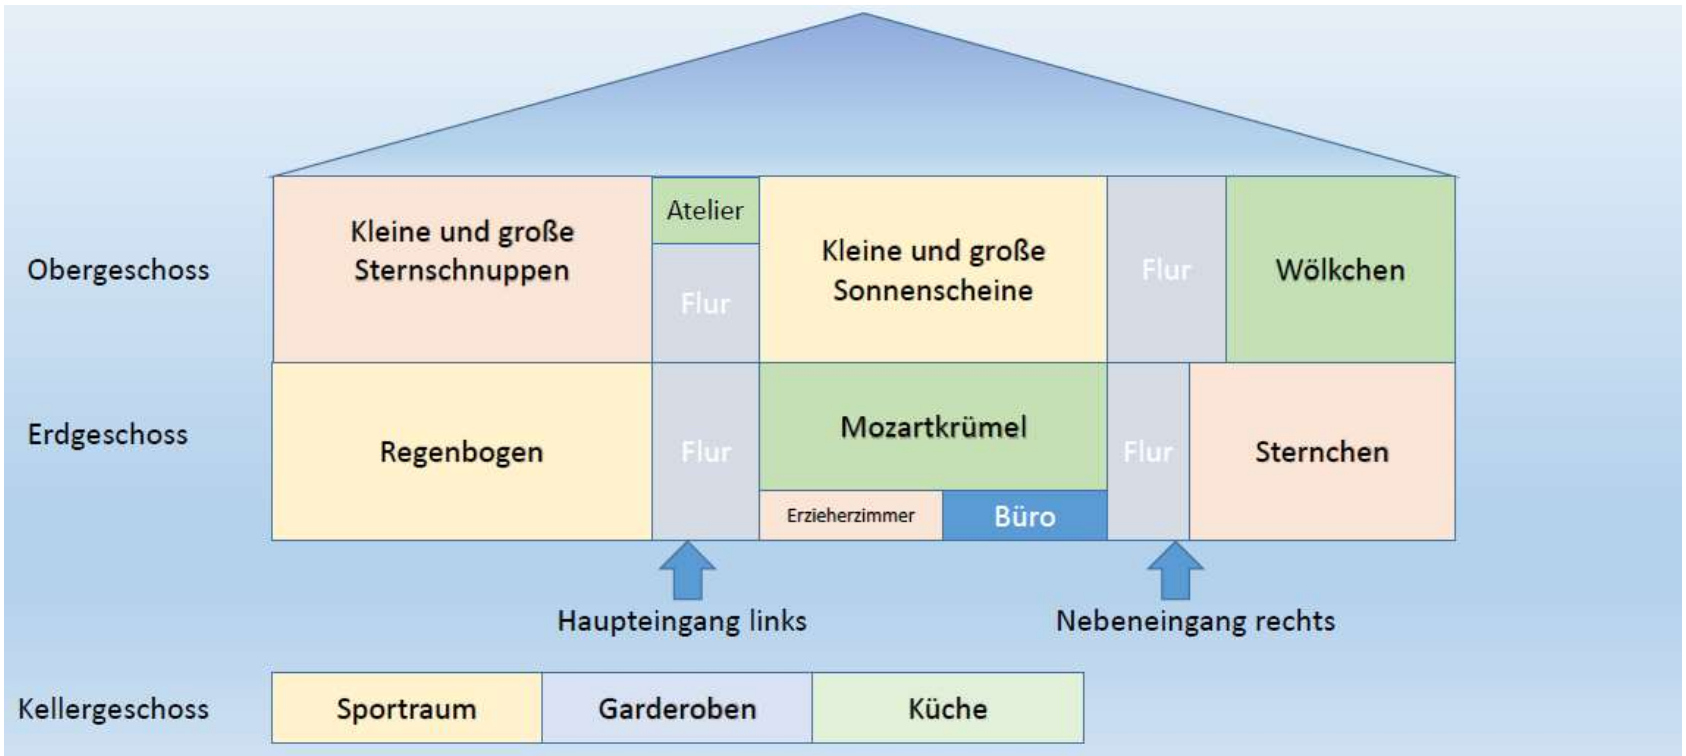 Obergeschoss
Kleine und große
Sternschnuppen
Atelier
Flur
Kleine und große
Sonnenscheine
Flur
Wölkchen
Erdgeschoss
Regenbogen
Flur
Mozartkrümel
Erzieherzimmer
Büro
Flur
Sternchen
Haupteingang links
Nebeneingang rechts
Kellergeschoss
Sportraum
Garderoben
Küche